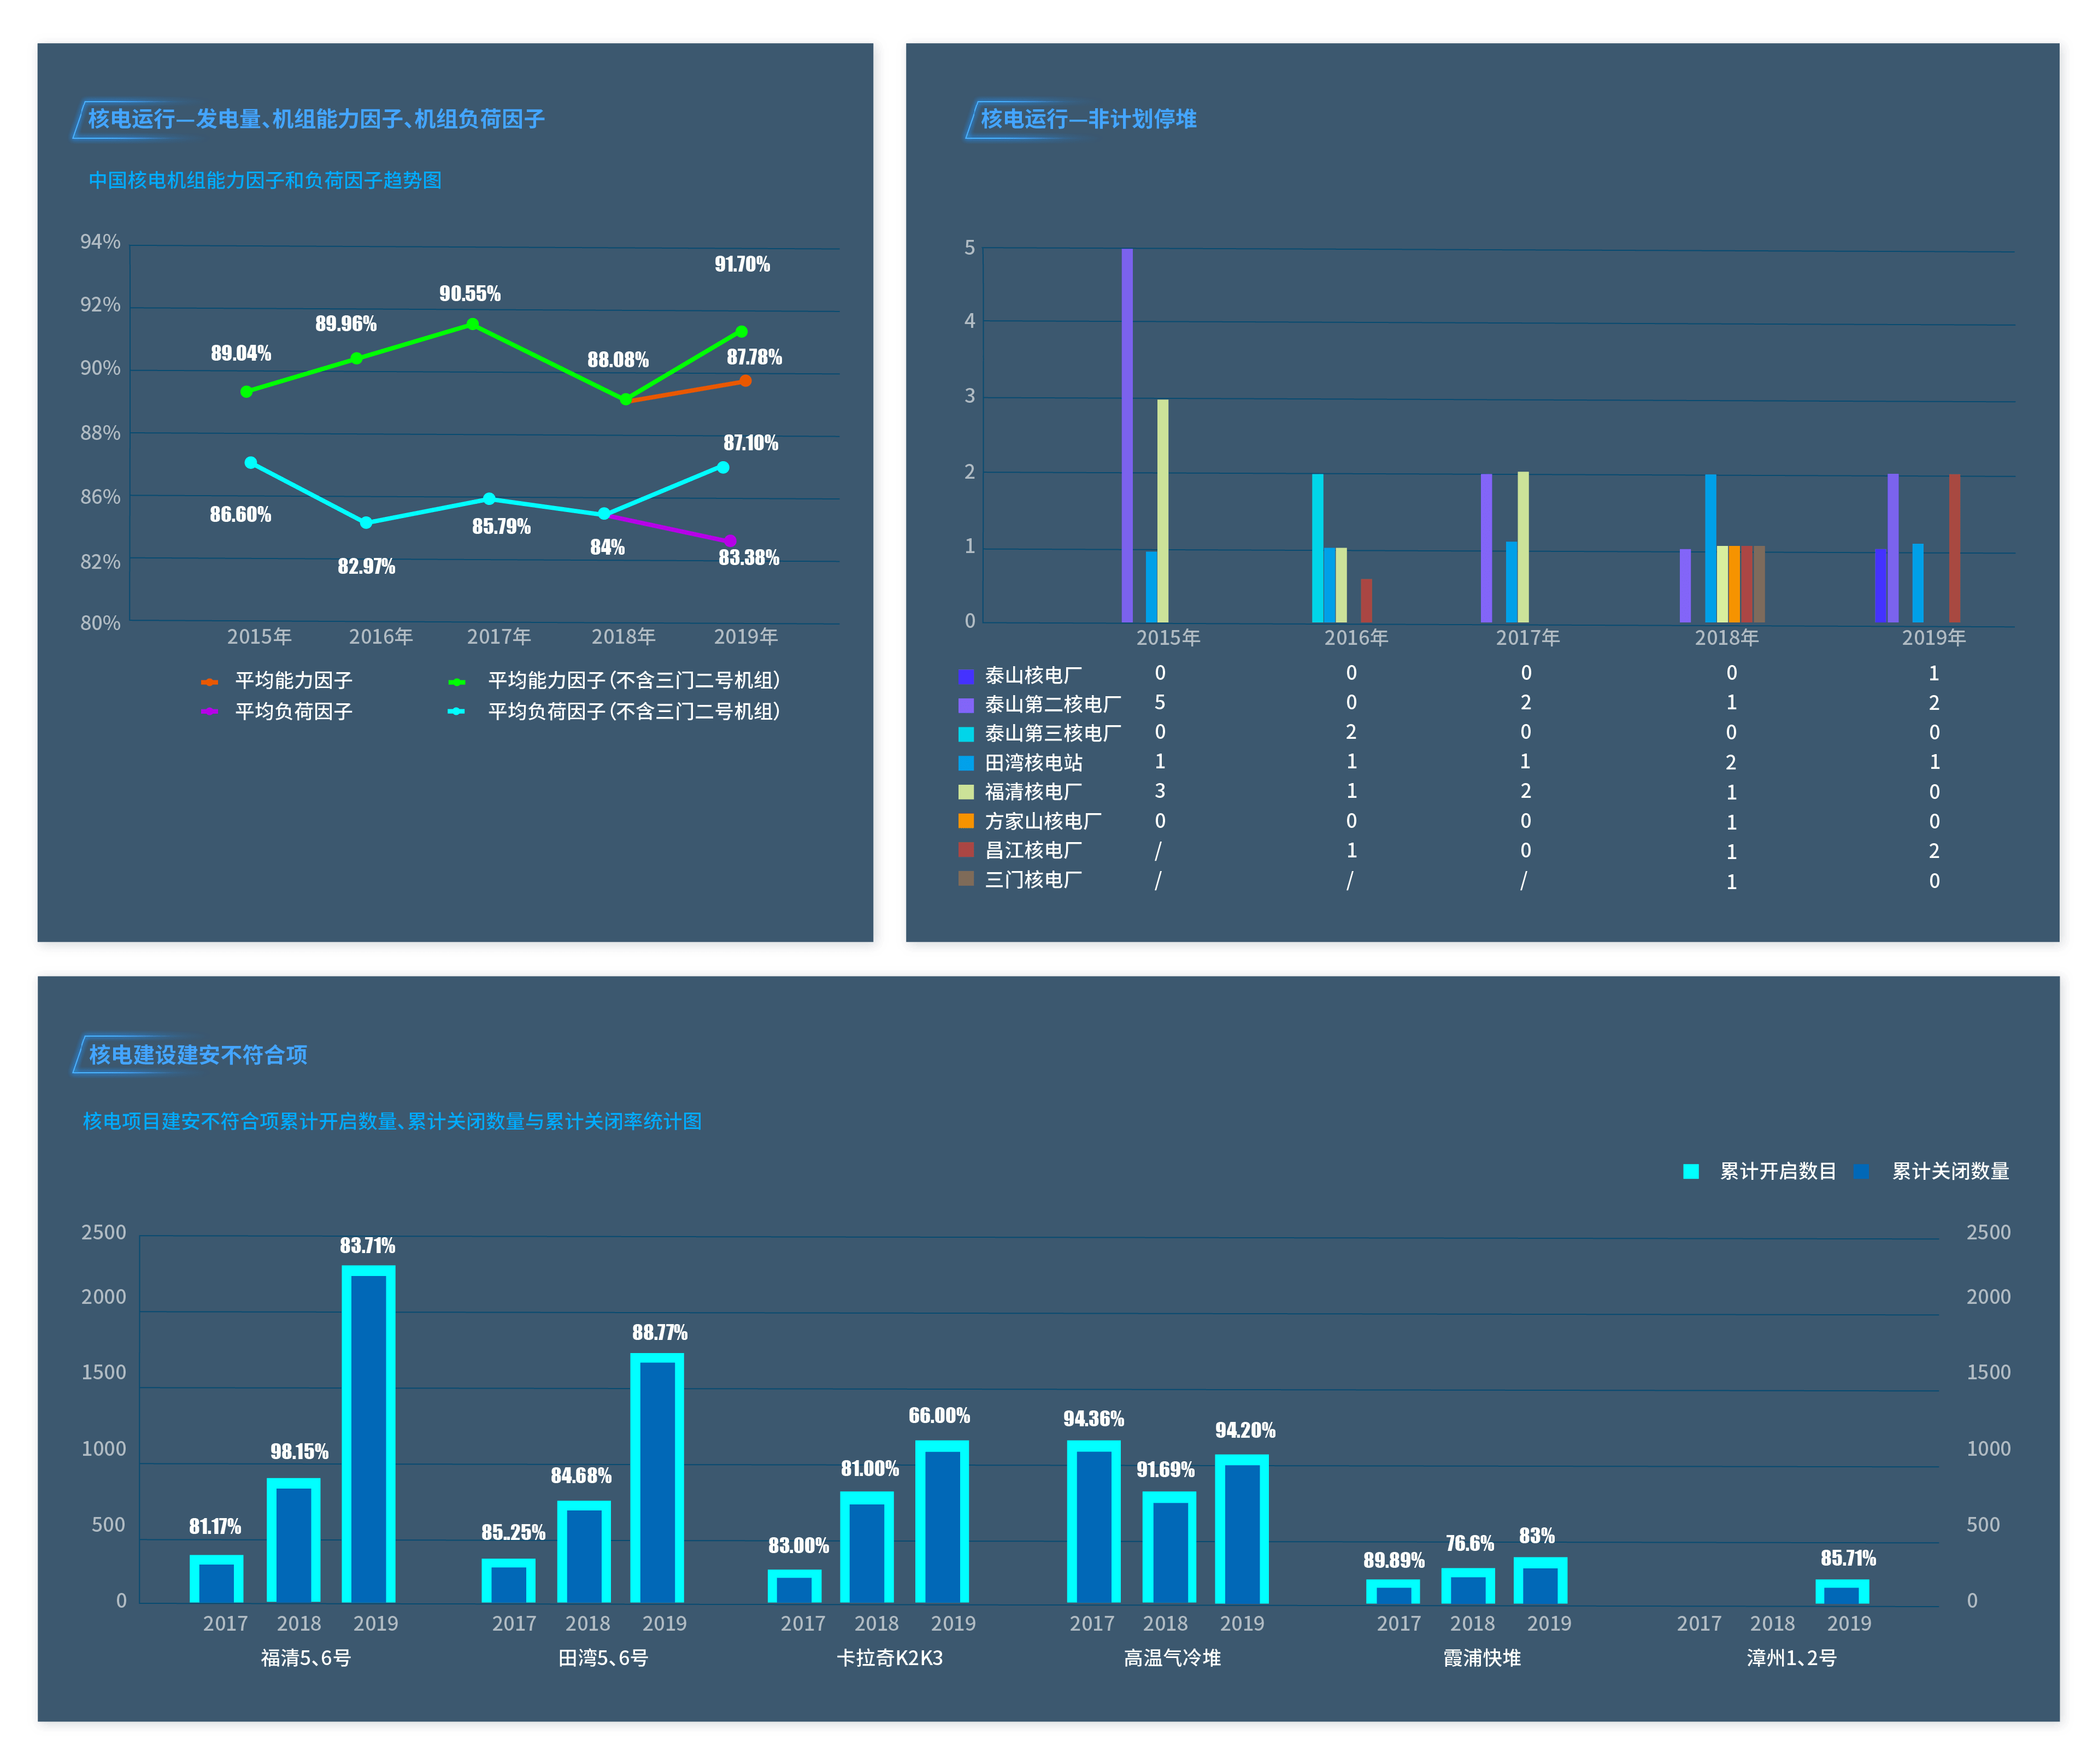 核电运行—发电量、机组能力因子、机组负荷因子
中国核电机组能力因子和负荷因子趋势图
94%
91.70%
92%
90.55%
89.96%
89.04%
88.08%
87.78%
90%
88%
87.10%
86%
86.60%
85.79%
84%
83.38%
82%
82.97%
80%
2015年 2016年 2017年 2018年 2019年
平均能力因子 平均能力因子(不含三门二号机组)
平均负荷因子 平均负荷因子(不含三门二号机组)
核电运行—非计划停堆
5
4
3
2
1
0
2015年 2016年 2017年 2018年 2019年
泰山核电厂 0 0 0 0 1
泰山第二核电厂 5 0 2 1 2
泰山第三核电厂 0 2 0 0 0
田湾核电站 1 1 1 2 1
福清核电厂 3 1 2 1 0
方家山核电厂 0 0 0 1 0
昌江核电厂 / 1 0 1 2
三门核电厂 / / / 1 0
核电建设建安不符合项
核电项目建安不符合项累计开启数量、累计关闭数量与累计关闭率统计图
累计开启数目 累计关闭数量
2500 2500
83.71%
2000 2000
88.77%
1500 1500
66.00% 94.36% 94.20%
1000 1000
98.15% 84.68% 81.00% 91.69%
500 500
81.17% 85..25% 83.00% 89.89% 76.6% 83% 85.71%
0 0
2017 2018 2019 2017 2018 2019 2017 2018 2019 2017 2018 2019 2017 2018 2019 2017 2018 2019
福清5、6号 田湾5、6号 卡拉奇K2K3 高温气冷堆 霞浦快堆 漳州1、2号